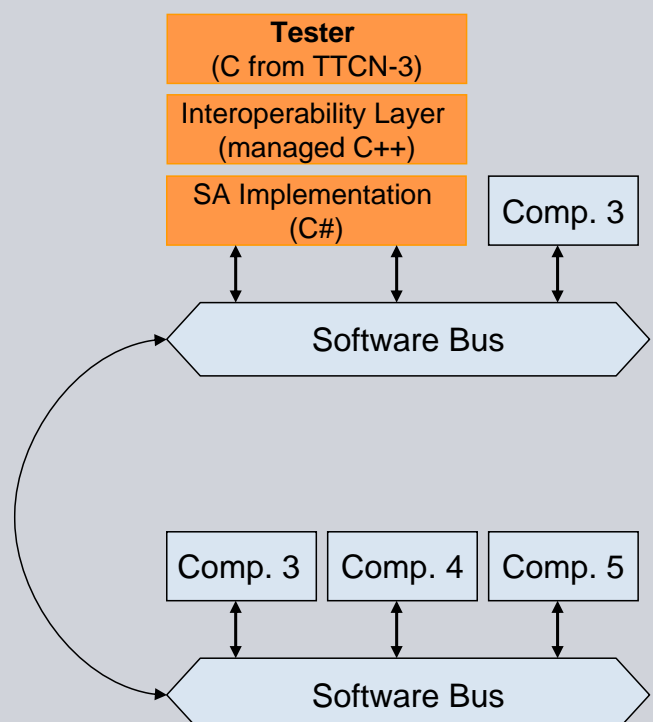 Tester
(C from TTCN-3)
Interoperability Layer
(managed C++)
SA Implementation
(C#)
Comp. 3
Software Bus
Comp. 3
Comp. 4
Comp. 5
Software Bus